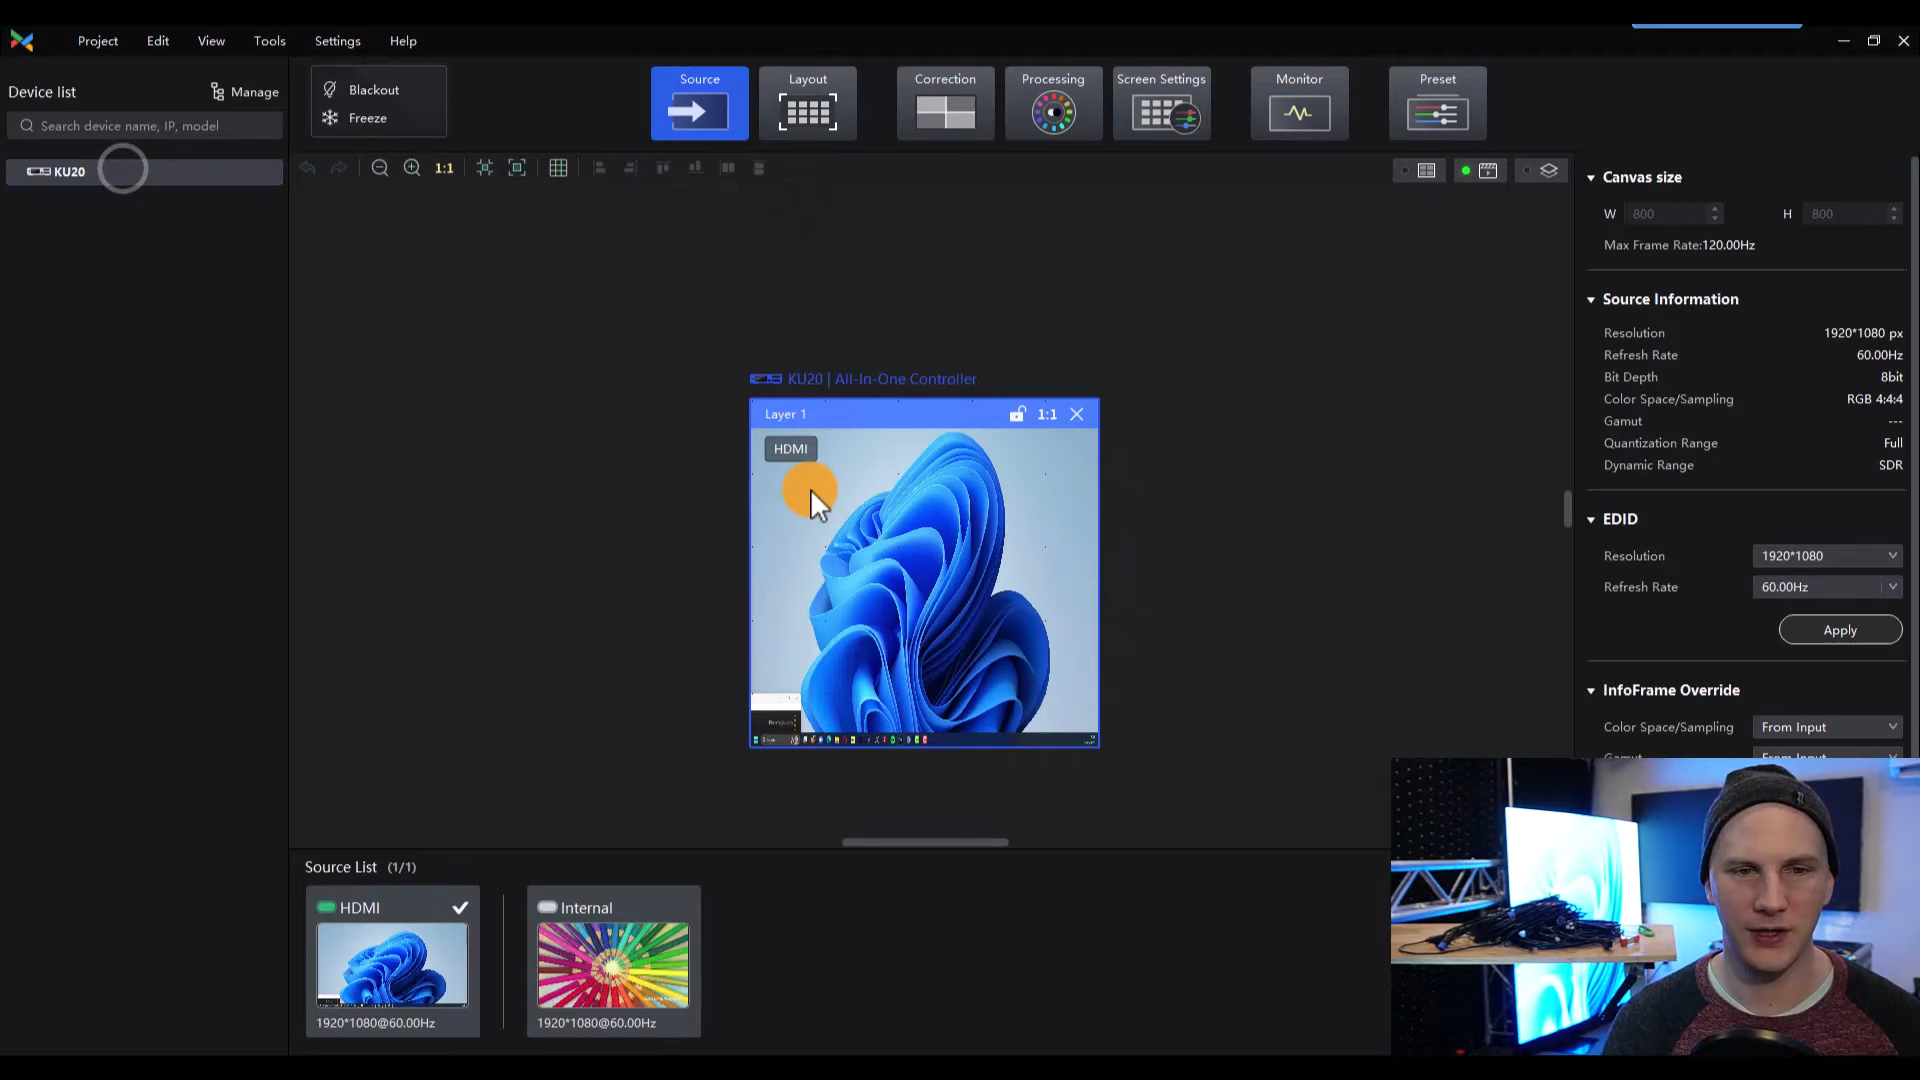 Project Edit View Tools Settings Help
Device list Manage
Search device name, IP, model
KU20
Blackout
Freeze
Source Layout Correction Processing Screen Settings Monitor Preset
1:1
KU20 | All-In-One Controller
Layer 1 1:1
HDMI
Canvas size
W 800 H 800
Max Frame Rate:120.00Hz
Source Information
Resolution 1920*1080 px
Refresh Rate 60.00Hz
Bit Depth 8bit
Color Space/Sampling RGB 4:4:4
Gamut ---
Quantization Range Full
Dynamic Range SDR
EDID
Resolution 1920*1080
Refresh Rate 60.00Hz
Apply
InfoFrame Override
Color Space/Sampling From Input
Gamut From Input
Source List (1/1)
HDMI
1920*1080@60.00Hz
Internal
1920*1080@60.00Hz